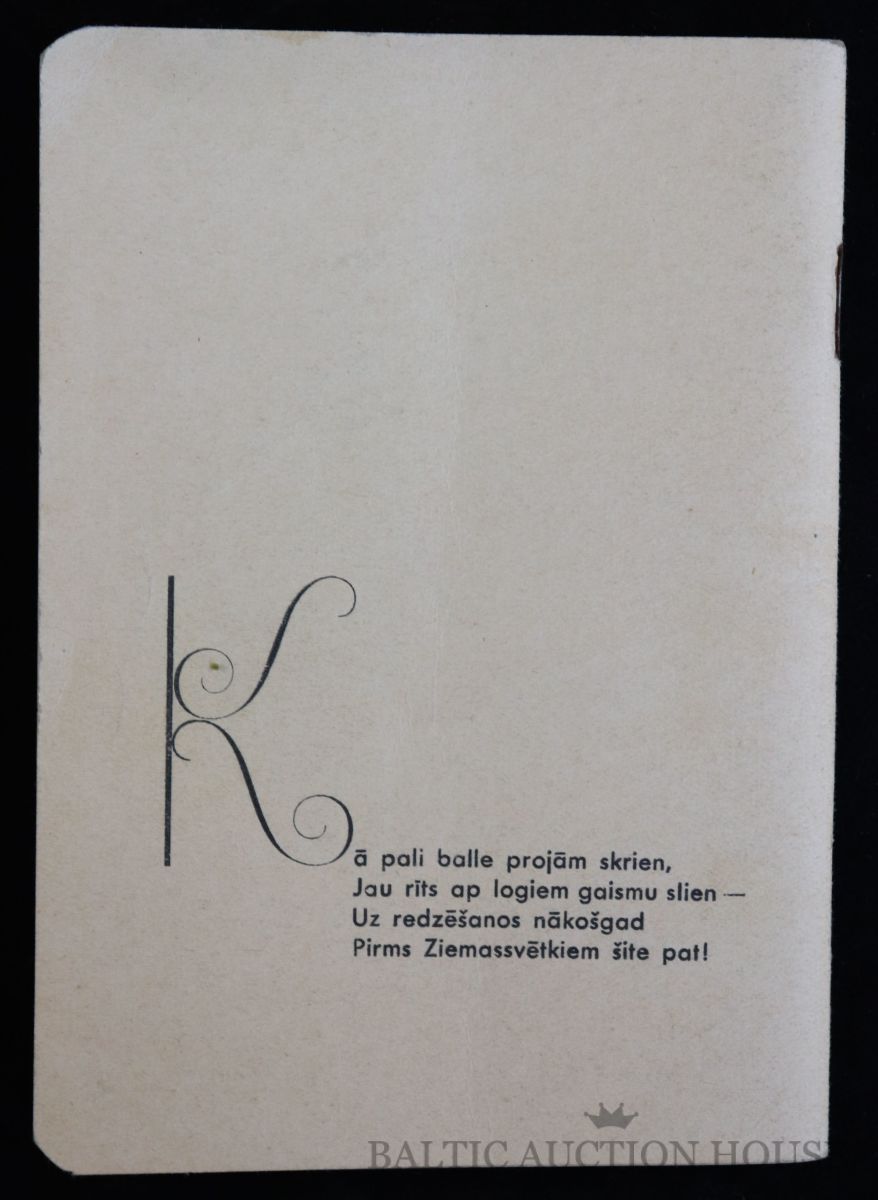 Kā pali balle projām skrien,
Jau rīts ap logiem gaismu slien —
Uz redzēšanos nākošgad
Pirms Ziemassvētkiem šite pat!
BALTIC AUCTION HOUS